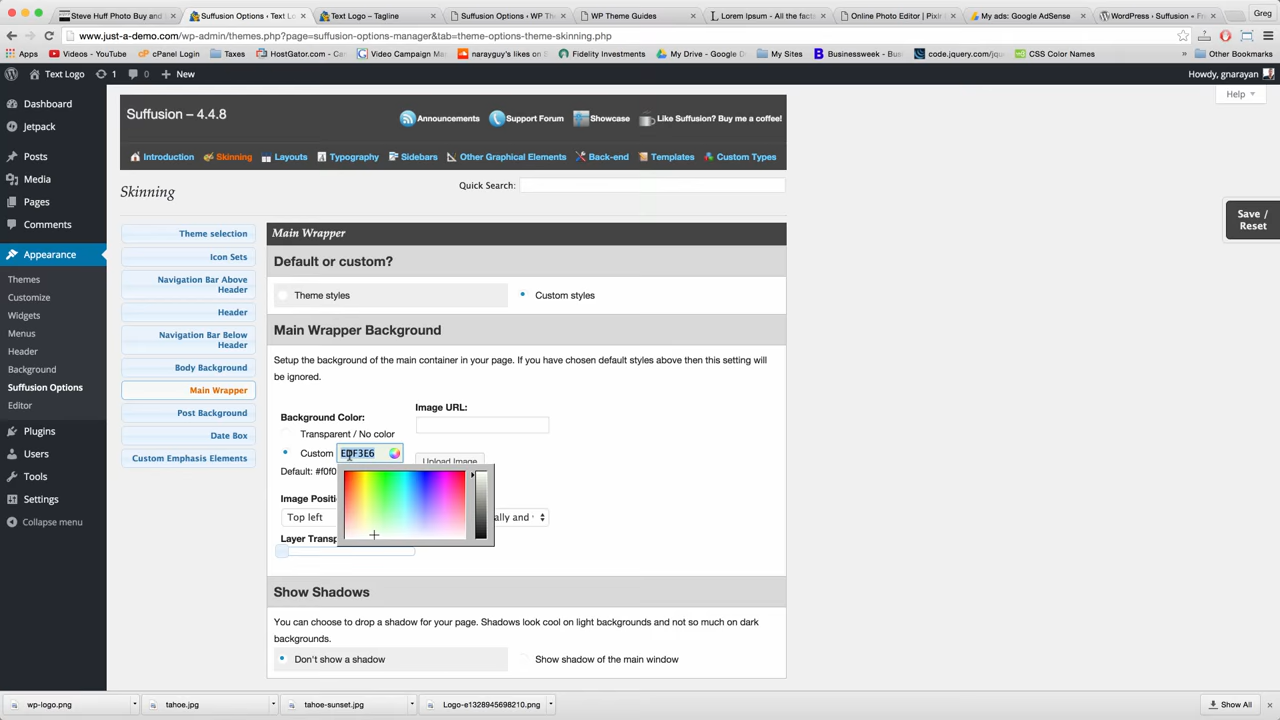 Steve Huff Photo Buy and
Suffusion Options ‹ Text Lo
Text Logo – Tagline
Suffusion Options ‹ WP Th
WP Theme Guides
Lorem Ipsum - All the facts
Online Photo Editor | Pixlr
My ads: Google AdSense
WordPress › Suffusion « Fr
Greg
www.just-a-demo.com/wp-admin/themes.php?page=suffusion-options-manager&tab=theme-options-theme-skinning.php
Apps
Videos - YouTube
cPanel Login
Taxes
HostGator.com
Video Campaign Ma
narayguy's likes on S
Fidelity Investments
My Drive - Google D
My Sites
Businessweek - Busi
code.jquery.com/jqu
CSS Color Names
»
Other Bookmarks
Text Logo
1
0
New
Howdy, gnarayan
Help
Dashboard
Jetpack
Posts
Media
Pages
Comments
Appearance
Themes
Customize
Widgets
Menus
Header
Background
Suffusion Options
Editor
Plugins
Users
Tools
Settings
Collapse menu
Suffusion – 4.4.8
Announcements
Support Forum
Showcase
Like Suffusion? Buy me a coffee!
Introduction
Skinning
Layouts
Typography
Sidebars
Other Graphical Elements
Back-end
Templates
Custom Types
Skinning
Quick Search:
Save /
Reset
Theme selection
Icon Sets
Navigation Bar Above
Header
Header
Navigation Bar Below
Header
Body Background
Main Wrapper
Post Background
Date Box
Custom Emphasis Elements
Main Wrapper
Default or custom?
Theme styles
Custom styles
Main Wrapper Background
Setup the background of the main container in your page. If you have chosen default styles above then this setting will
be ignored.
Background Color:
Transparent / No color
Custom
EDF3E6
Default: #f0f0
Image URL:
Upload Image
Image Positi
Top left
ally and
Layer Transp
Show Shadows
You can choose to drop a shadow for your page. Shadows look cool on light backgrounds and not so much on dark
backgrounds.
Don't show a shadow
Show shadow of the main window
wp-logo.png
tahoe.jpg
tahoe-sunset.jpg
Logo-e1328945698210.png
Show All